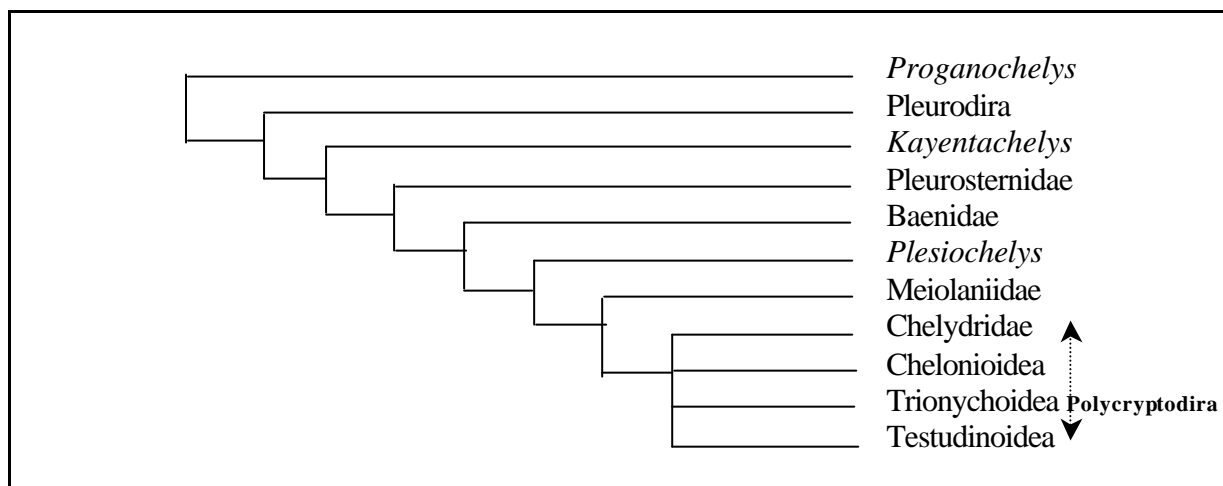 Proganochelys
Pleurodira
Kayentachelys
Pleurosternidae
Baenidae
Plesiochelys
Meiolaniidae
Chelydridae
Chelonioidea
Trionychoidea Polycryptodira
Testudinoidea